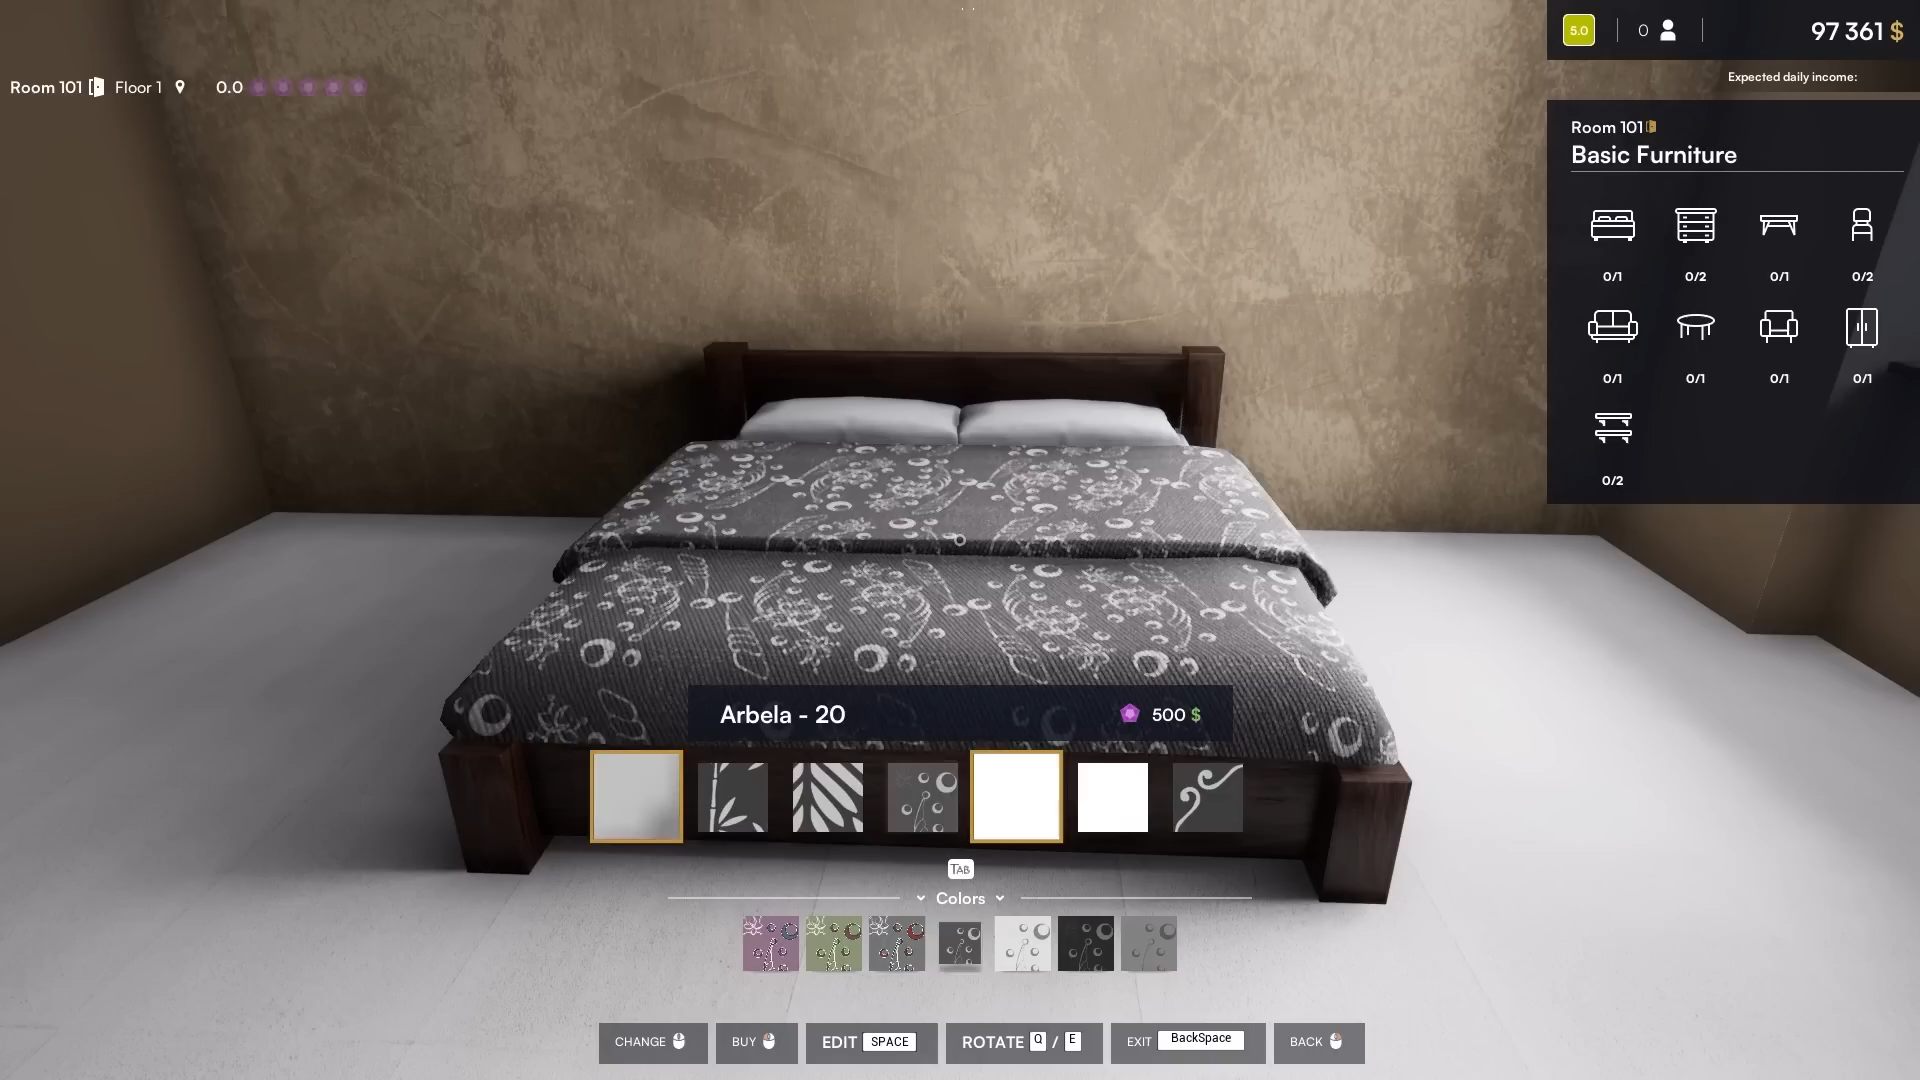 5.0
0
97 361 $
Expected daily income:
Room 101 Floor 1 0.0
Room 101
Basic Furniture
0/1 0/2 0/1 0/2
0/1 0/1 0/1 0/1
0/2
Arbela - 20 500 $
TAB
Colors
CHANGE BUY EDIT SPACE ROTATE Q / E EXIT BackSpace BACK